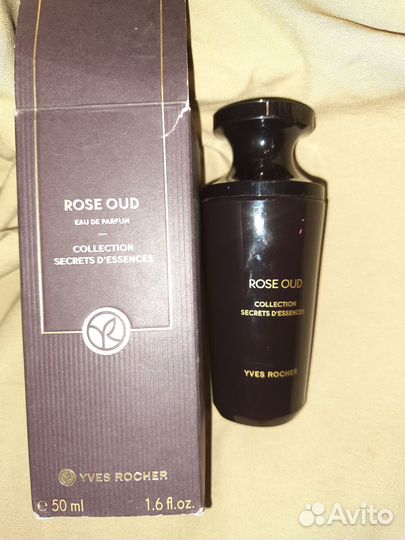 ROSE OUD
EAU DE PARFUM
COLLECTION
SECRETS D'ESSENCES
YR
YVES ROCHER
℮ 50 ml 1.6 fl.oz.
ROSE OUD
COLLECTION
SECRETS D'ESSENCES
YVES ROCHER
Avito